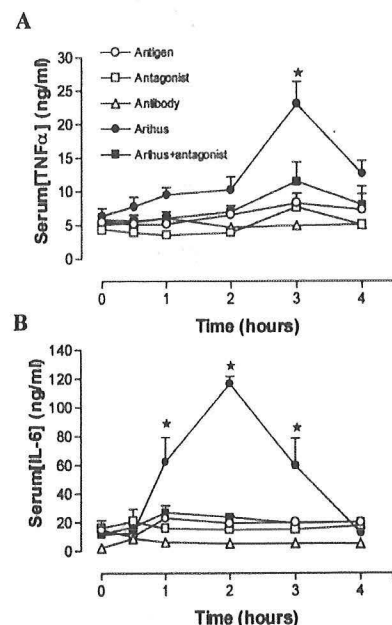 A
Serum[TNFα] (ng/ml)
30
25
20
15
10
5
0
Antigen
Antagonist
Antibody
Arthus
Arthus+antagonist
★
0 1 2 3 4
Time (hours)
B
Serum[IL-6] (ng/ml)
140
120
100
80
60
40
20
0
★ ★ ★
0 1 2 3 4
Time (hours)